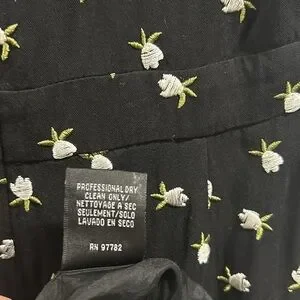 PROFESSIONAL DRY
CLEAN ONLY/
NETTOYAGE A SEC
SEULEMENT/SOLO
LAVADO EN SECO
RN 97782